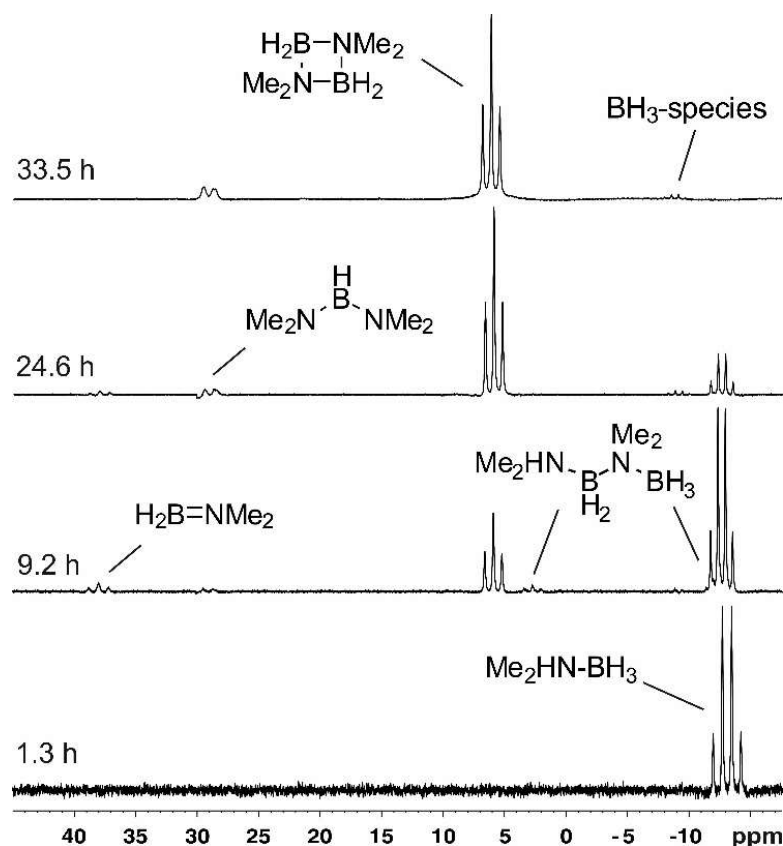 H₂B–NMe₂
Me₂N–BH₂
BH₃-species
33.5 h
H
B
Me₂N NMe₂
24.6 h
Me₂
Me₂HN N
B BH₃
H₂
H₂B=NMe₂
9.2 h
Me₂HN-BH₃
1.3 h
40 35 30 25 20 15 10 5 0 -5 -10 ppm